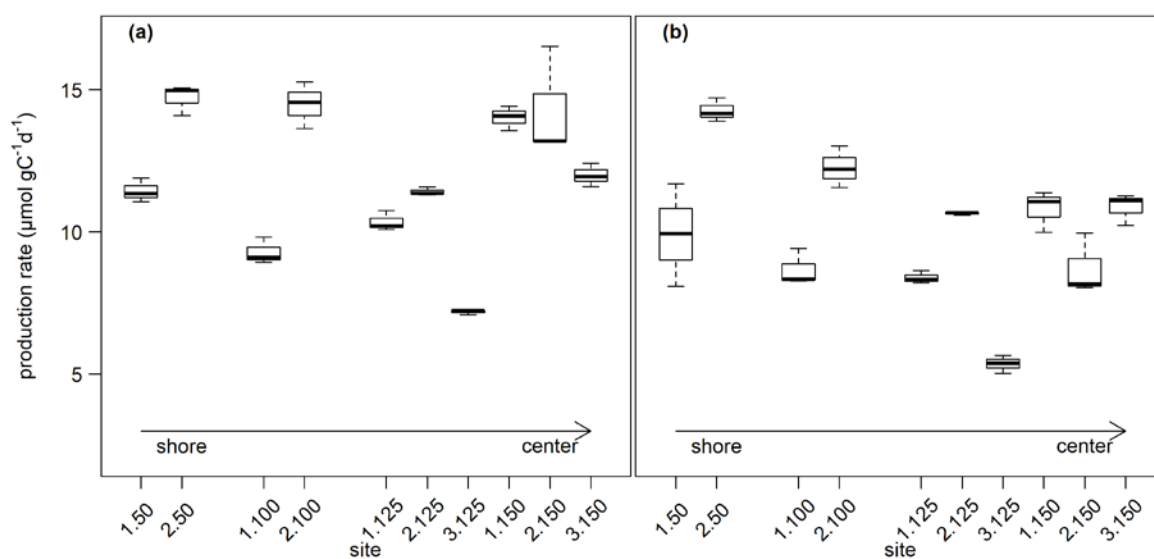 (a) (b)
production rate (μmol gC⁻¹d⁻¹)
15
10
5
shore center shore center
1.50 2.50 1.100 2.100 1.125 2.125 3.125 1.150 2.150 3.150 1.50 2.50 1.100 2.100 1.125 2.125 3.125 1.150 2.150 3.150
site site